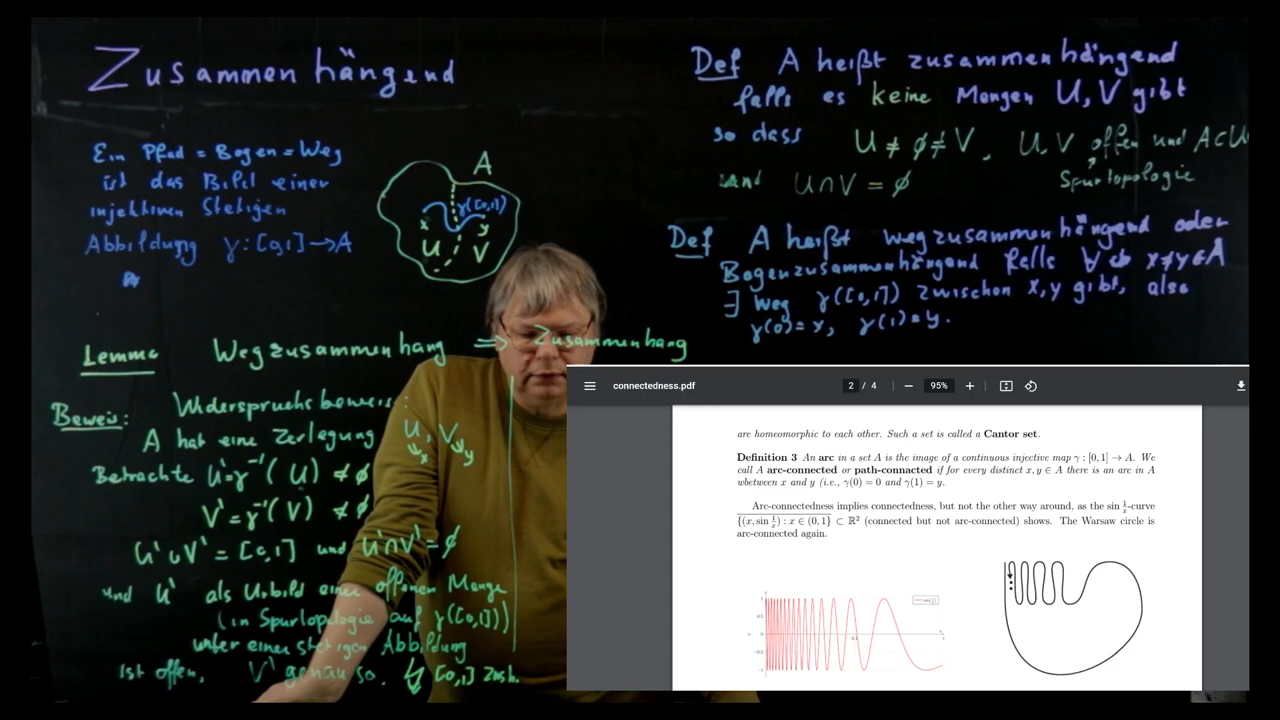 Zusammenhängend
Ein Pfad = Bogen = Weg
ist das Bild einer
injektiven stetigen
Abbildung γ: [0,1] → A
A
γ([0,1])
x y
U V
Def A heißt zusammenhängend
falls es keine Mengen U, V gibt
so dass U ≠ ∅ ≠ V, U, V offen und A ⊂ U
Spurtopologie
und U ∩ V = ∅
Def A heißt wegzusammenhängend oder
Bogenzusammenhängend falls ∀ x≠y∈A
∃ Weg γ([0,1]) zwischen x,y gibt, also
γ(0) = x, γ(1) = y.
Lemma Wegzusammenhang ⟹ Zusammenhang
Beweis: Widerspruchsbeweis:
A hat eine Zerlegung U, V
x y
Betrachte U' = γ⁻¹(U) ≠ ∅
V' = γ⁻¹(V) ≠ ∅
U' ∪ V' = [0,1] und U' ∩ V' = ∅
und U' als Urbild einer offenen Menge
(in Spurtopologie auf γ([0,1]))
unter einer stetigen Abbildung
ist offen, V' genau so. ↯ [0,1] zush.
connectedness.pdf 2 / 4 95%
are homeomorphic to each other. Such a set is called a Cantor set.
Definition 3 An arc in a set A is the image of a continuous injective map γ : [0, 1] → A. We
call A arc-connected or path-connacted if for every distinct x, y ∈ A there is an arc in A
wbetween x and y (i.e., γ(0) = 0 and γ(1) = y.
Arc-connectedness implies connectedness, but not the other way around, as the sin 1/x-curve
{(x, sin 1/x) : x ∈ (0, 1} ⊂ ℝ² (connected but not arc-connected) shows. The Warsaw circle is
arc-connected again.